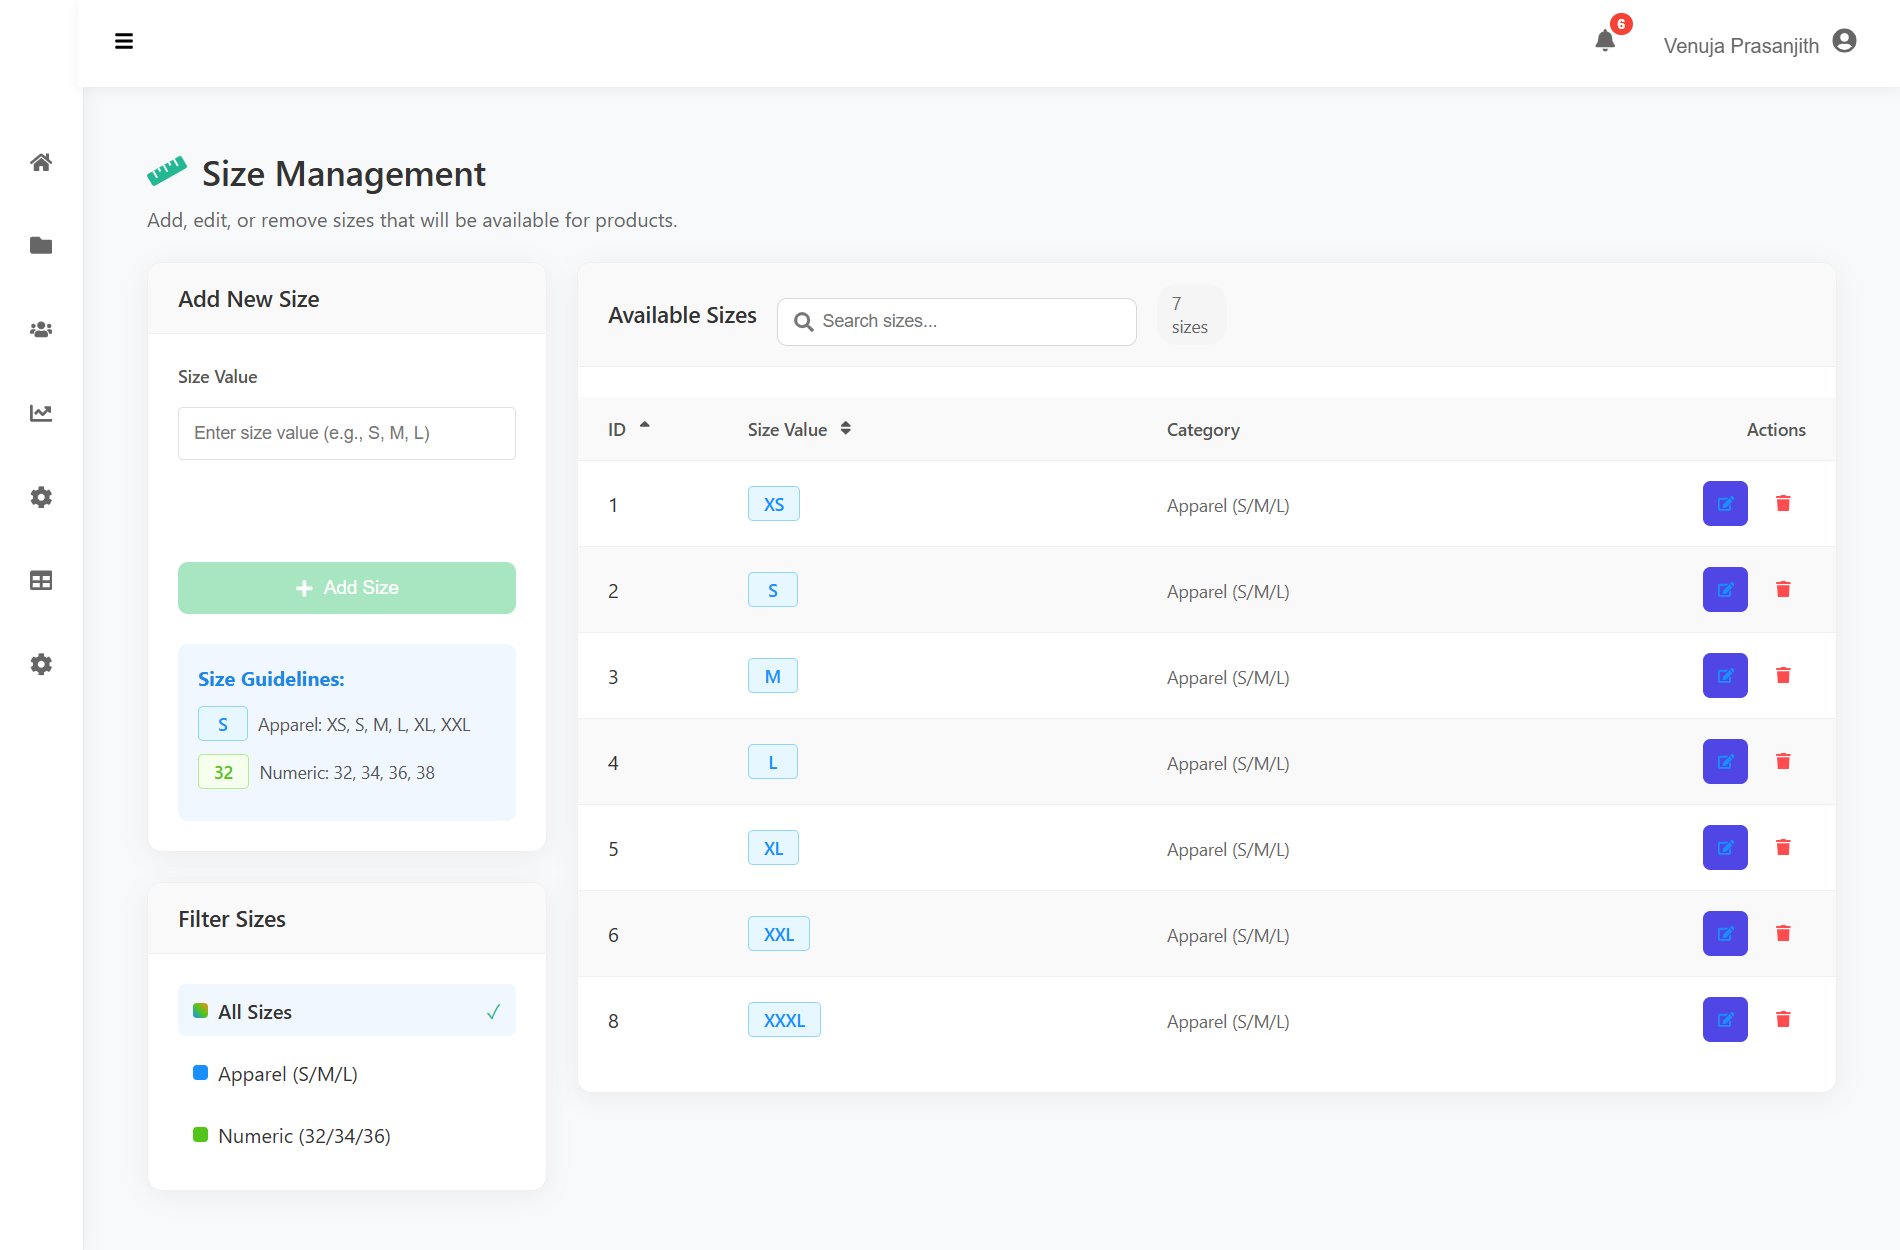 6
Venuja Prasanjith
Size Management
Add, edit, or remove sizes that will be available for products.
Add New Size
Size Value
Enter size value (e.g., S, M, L)
Add Size
Size Guidelines:
S Apparel: XS, S, M, L, XL, XXL
32 Numeric: 32, 34, 36, 38
Filter Sizes
All Sizes
Apparel (S/M/L)
Numeric (32/34/36)
Available Sizes
Search sizes...
7
sizes
ID Size Value Category Actions
1 XS Apparel (S/M/L)
2 S Apparel (S/M/L)
3 M Apparel (S/M/L)
4 L Apparel (S/M/L)
5 XL Apparel (S/M/L)
6 XXL Apparel (S/M/L)
8 XXXL Apparel (S/M/L)